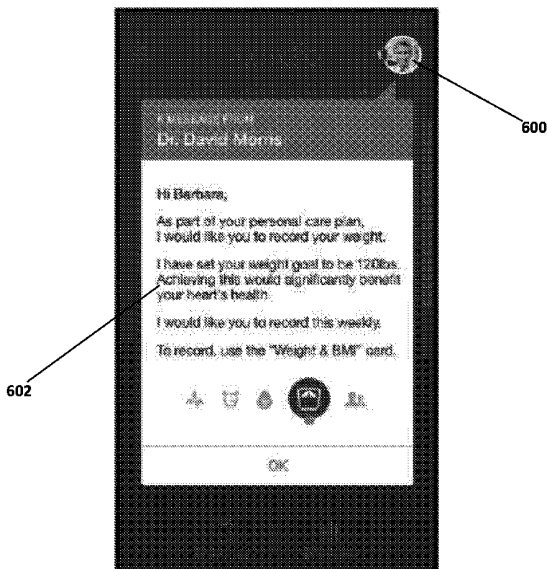 600
A MESSAGE FROM
Dr. David Morris
Hi Barbara,
As part of your personal care plan,
I would like you to record your weight.
I have set your weight goal to be 120lbs.
Achieving this would significantly benefit
your heart's health.
I would like you to record this weekly.
To record, use the "Weight & BMI" card.
602
OK